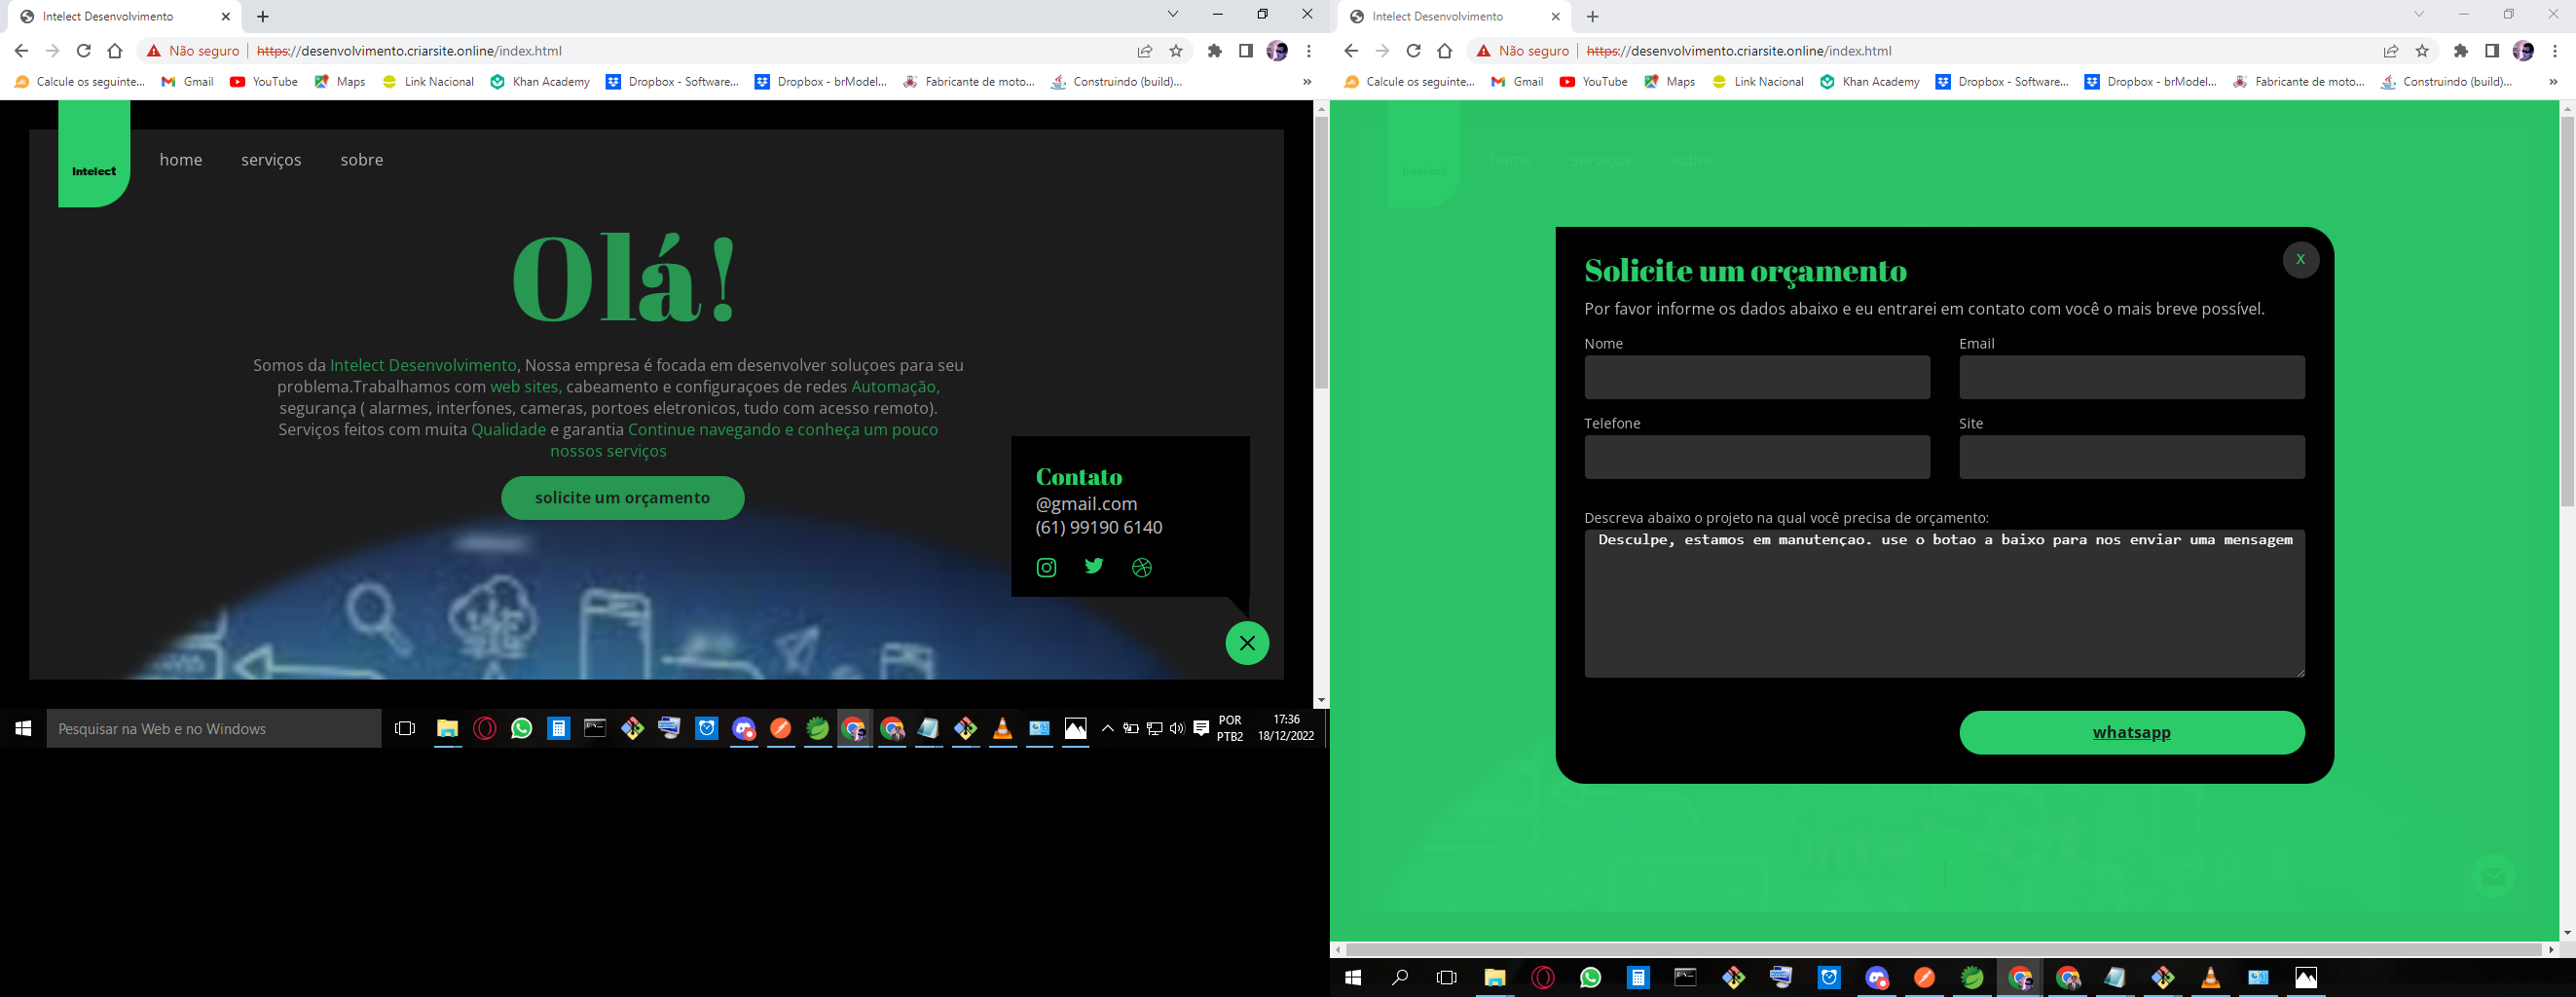 Intelect Desenvolvimento
Não seguro | https://desenvolvimento.criarsite.online/index.html
Calcule os seguinte... Gmail YouTube Maps Link Nacional Khan Academy Dropbox - Software... Dropbox - brModel... Fabricante de moto... Construindo (build)... »
Intelect
home serviços sobre
Olá!
Somos da Intelect Desenvolvimento, Nossa empresa é focada em desenvolver soluçoes para seu
problema.Trabalhamos com web sites, cabeamento e configuraçoes de redes Automação,
segurança ( alarmes, interfones, cameras, portoes eletronicos, tudo com acesso remoto).
Serviços feitos com muita Qualidade e garantia Continue navegando e conheça um pouco
nossos serviços
solicite um orçamento
Contato
@gmail.com
(61) 99190 6140
Pesquisar na Web e no Windows
POR
PTB2
17:36
18/12/2022
Intelect Desenvolvimento
Não seguro | https://desenvolvimento.criarsite.online/index.html
Calcule os seguinte... Gmail YouTube Maps Link Nacional Khan Academy Dropbox - Software... Dropbox - brModel... Fabricante de moto... Construindo (build)... »
home serviços sobre
Intelect
Solicite um orçamento
X
Por favor informe os dados abaixo e eu entrarei em contato com você o mais breve possível.
Nome Email
Telefone Site
Descreva abaixo o projeto na qual você precisa de orçamento:
Desculpe, estamos em manutençao. use o botao a baixo para nos enviar uma mensagem
whatsapp